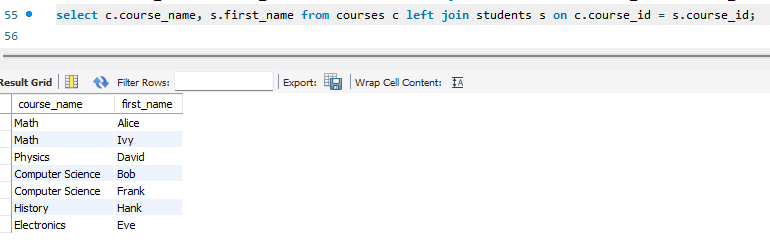 55 select c.course_name, s.first_name from courses c left join students s on c.course_id = s.course_id;
56
Result Grid Filter Rows: Export: Wrap Cell Content:
course_name first_name
Math Alice
Math Ivy
Physics David
Computer Science Bob
Computer Science Frank
History Hank
Electronics Eve